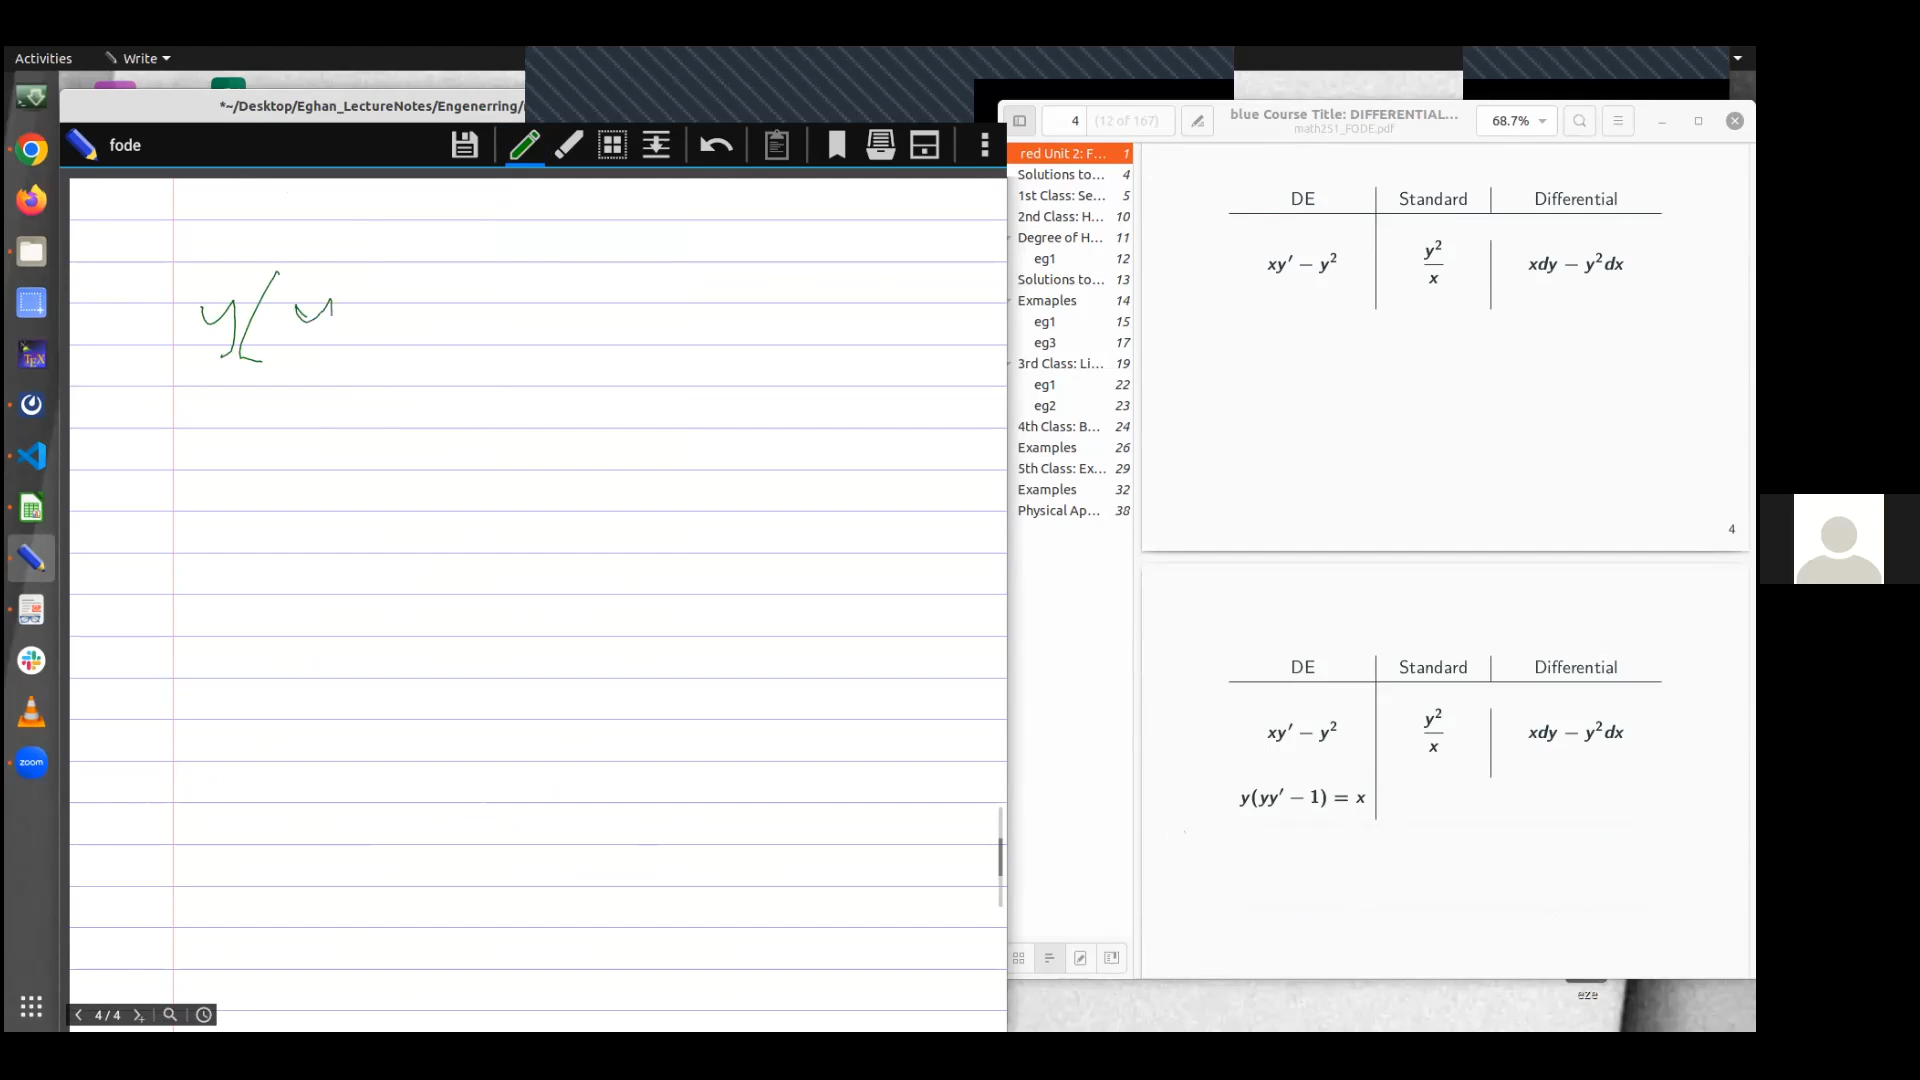 Activities
Write
*~/Desktop/Eghan_LectureNotes/Engenerring/
fode
4
(12 of 167)
blue Course Title: DIFFERENTIAL...
math251_FODE.pdf
68.7%
red Unit 2: F... 1
Solutions to... 4
1st Class: Se... 5
2nd Class: H... 10
Degree of H... 11
eg1 12
Solutions to... 13
Exmaples 14
eg1 15
eg3 17
3rd Class: Li... 19
eg1 22
eg2 23
4th Class: B... 24
Examples 26
5th Class: Ex... 29
Examples 32
Physical Ap... 38
DE Standard Differential
xy′ − y² y²/x xdy − y²dx
4
DE Standard Differential
xy′ − y² y²/x xdy − y²dx
y(yy′ − 1) = x
y(
TEX
zoom
4/4
eze